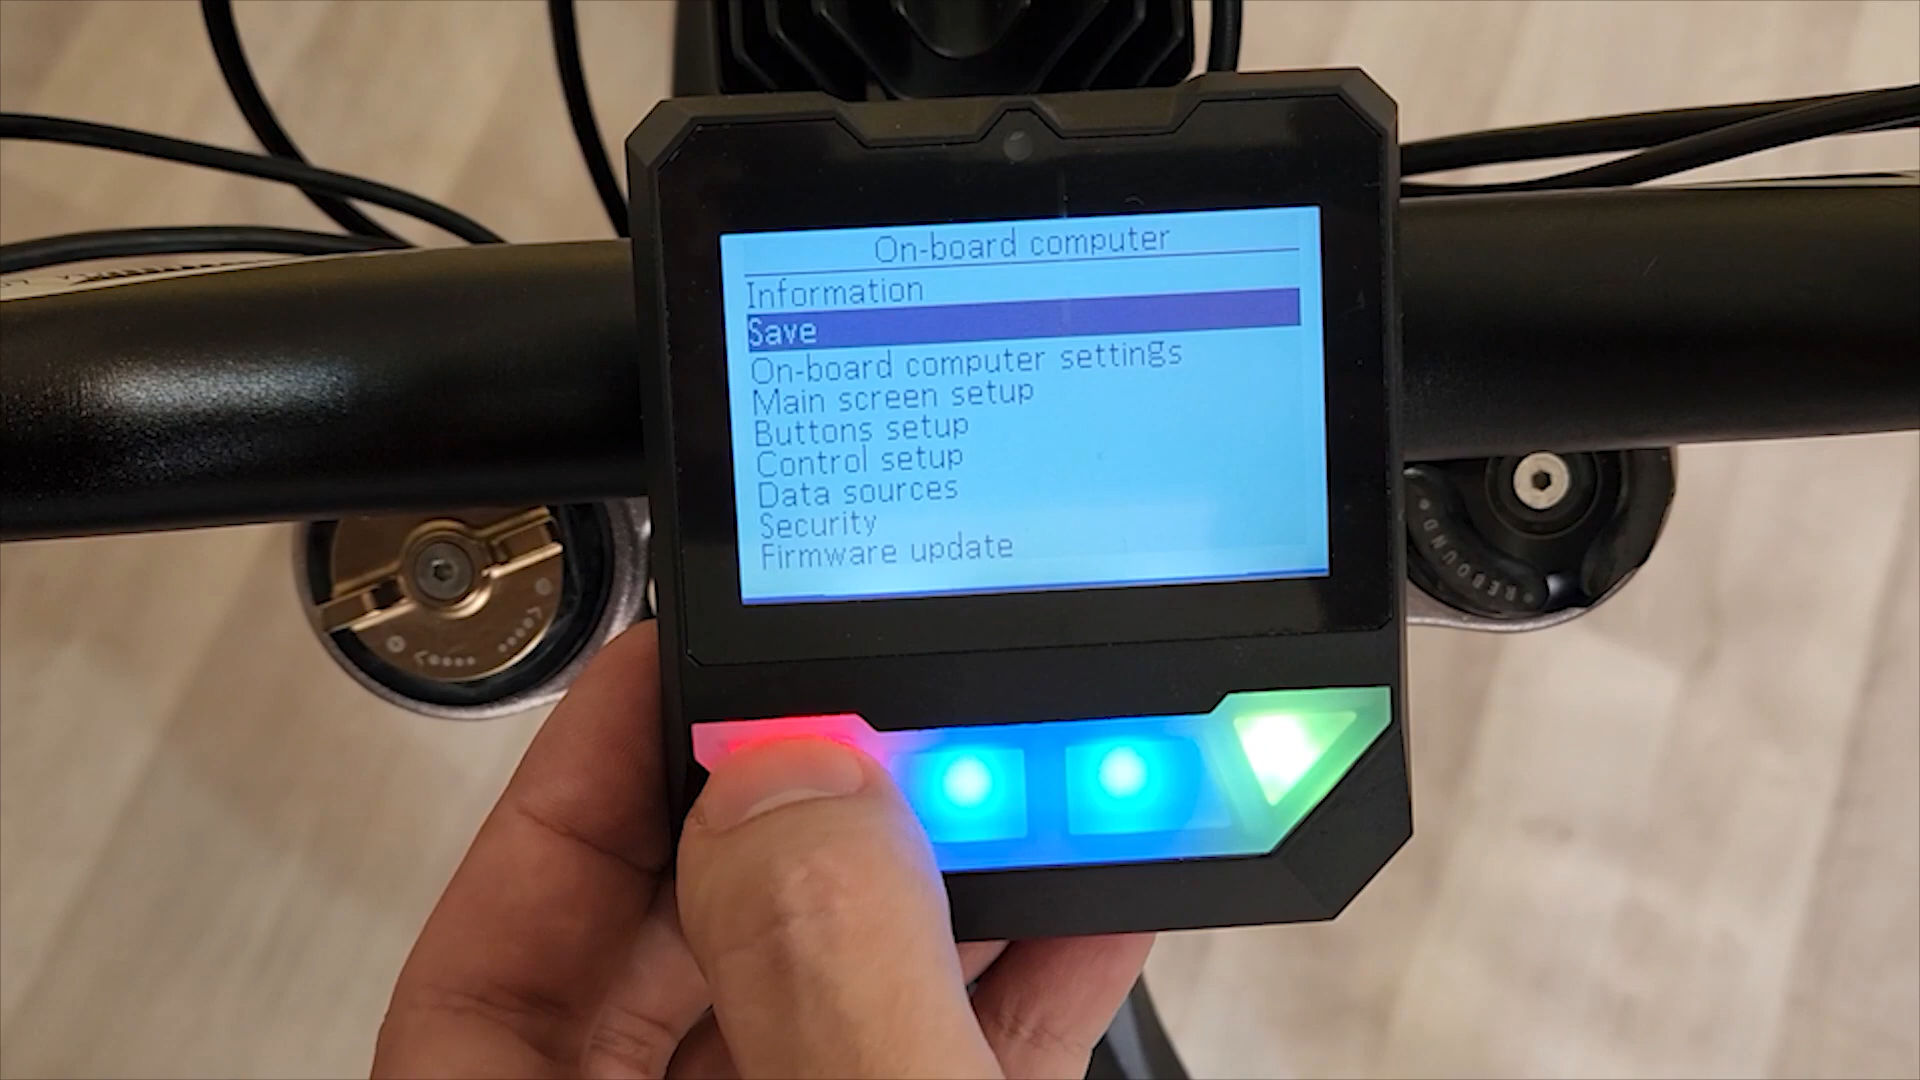 On-board computer
Information
Save
On-board computer settings
Main screen setup
Buttons setup
Control setup
Data sources
Security
Firmware update
REBOUND